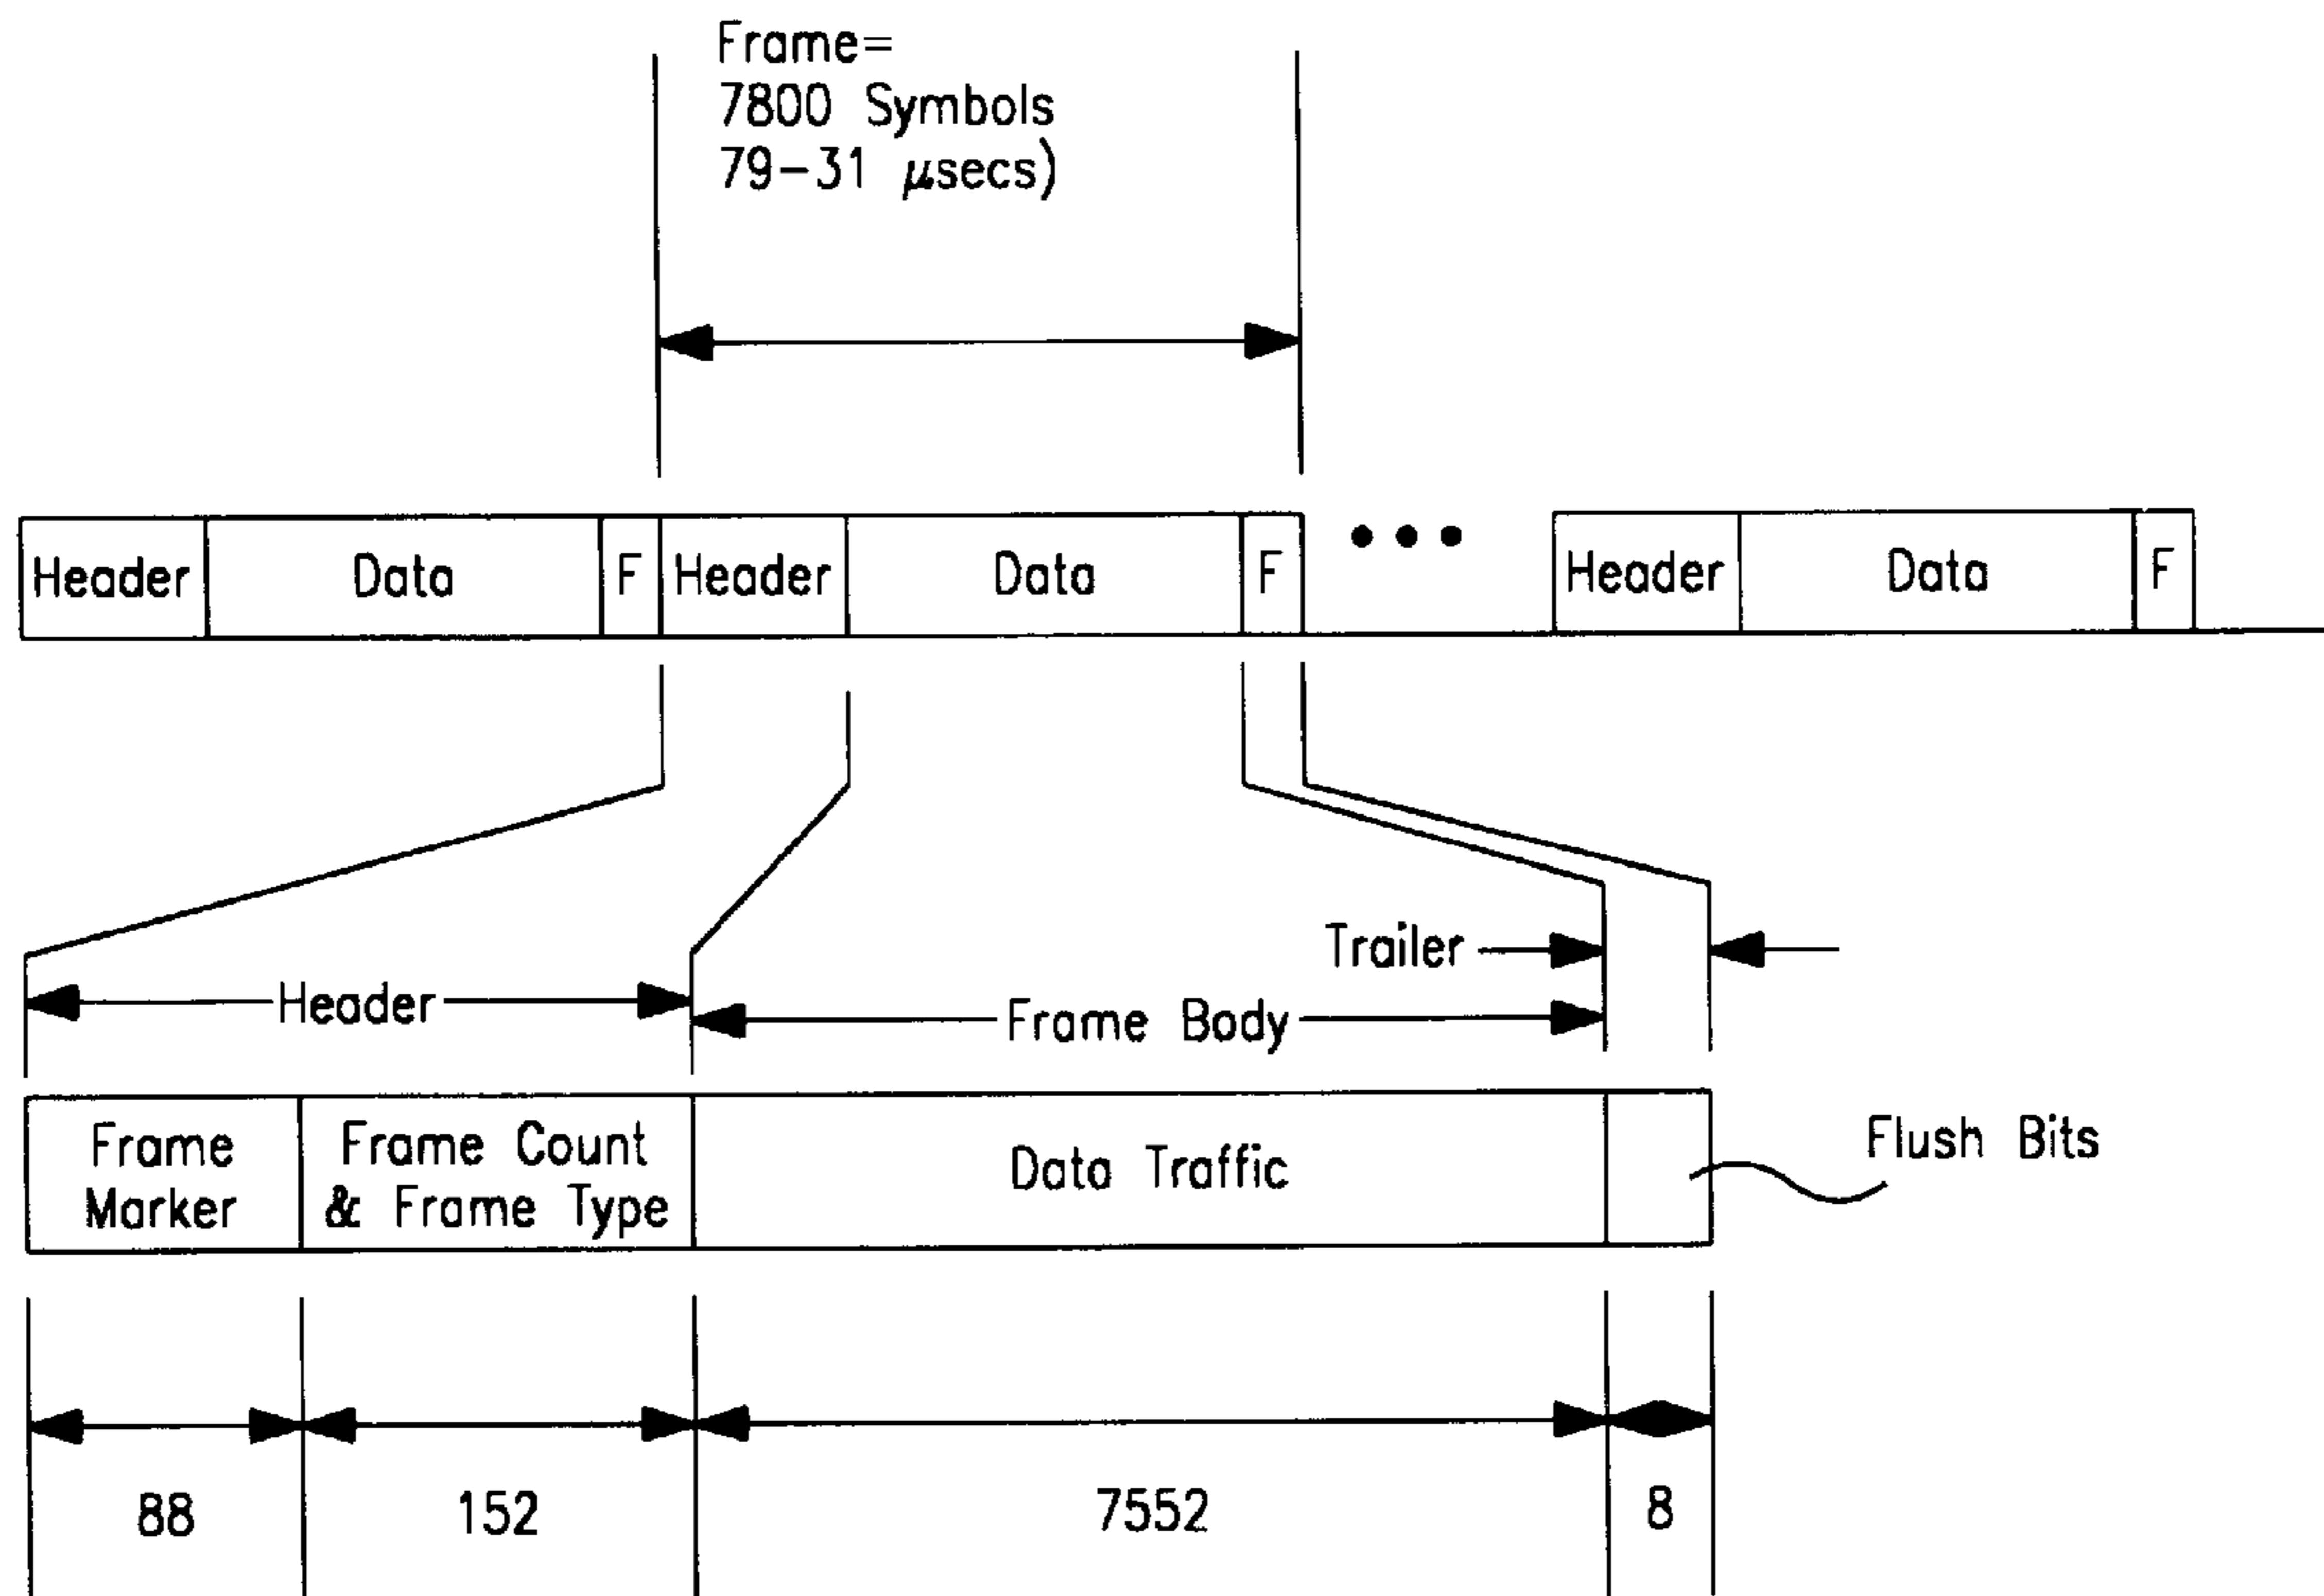 Frame=
7800 Symbols
79-31 μsecs)
Header Data F Header Data F ••• Header Data F
Trailer
Header
Frame Body
Frame Marker
Frame Count & Frame Type
Data Traffic
Flush Bits
88 152 7552 8